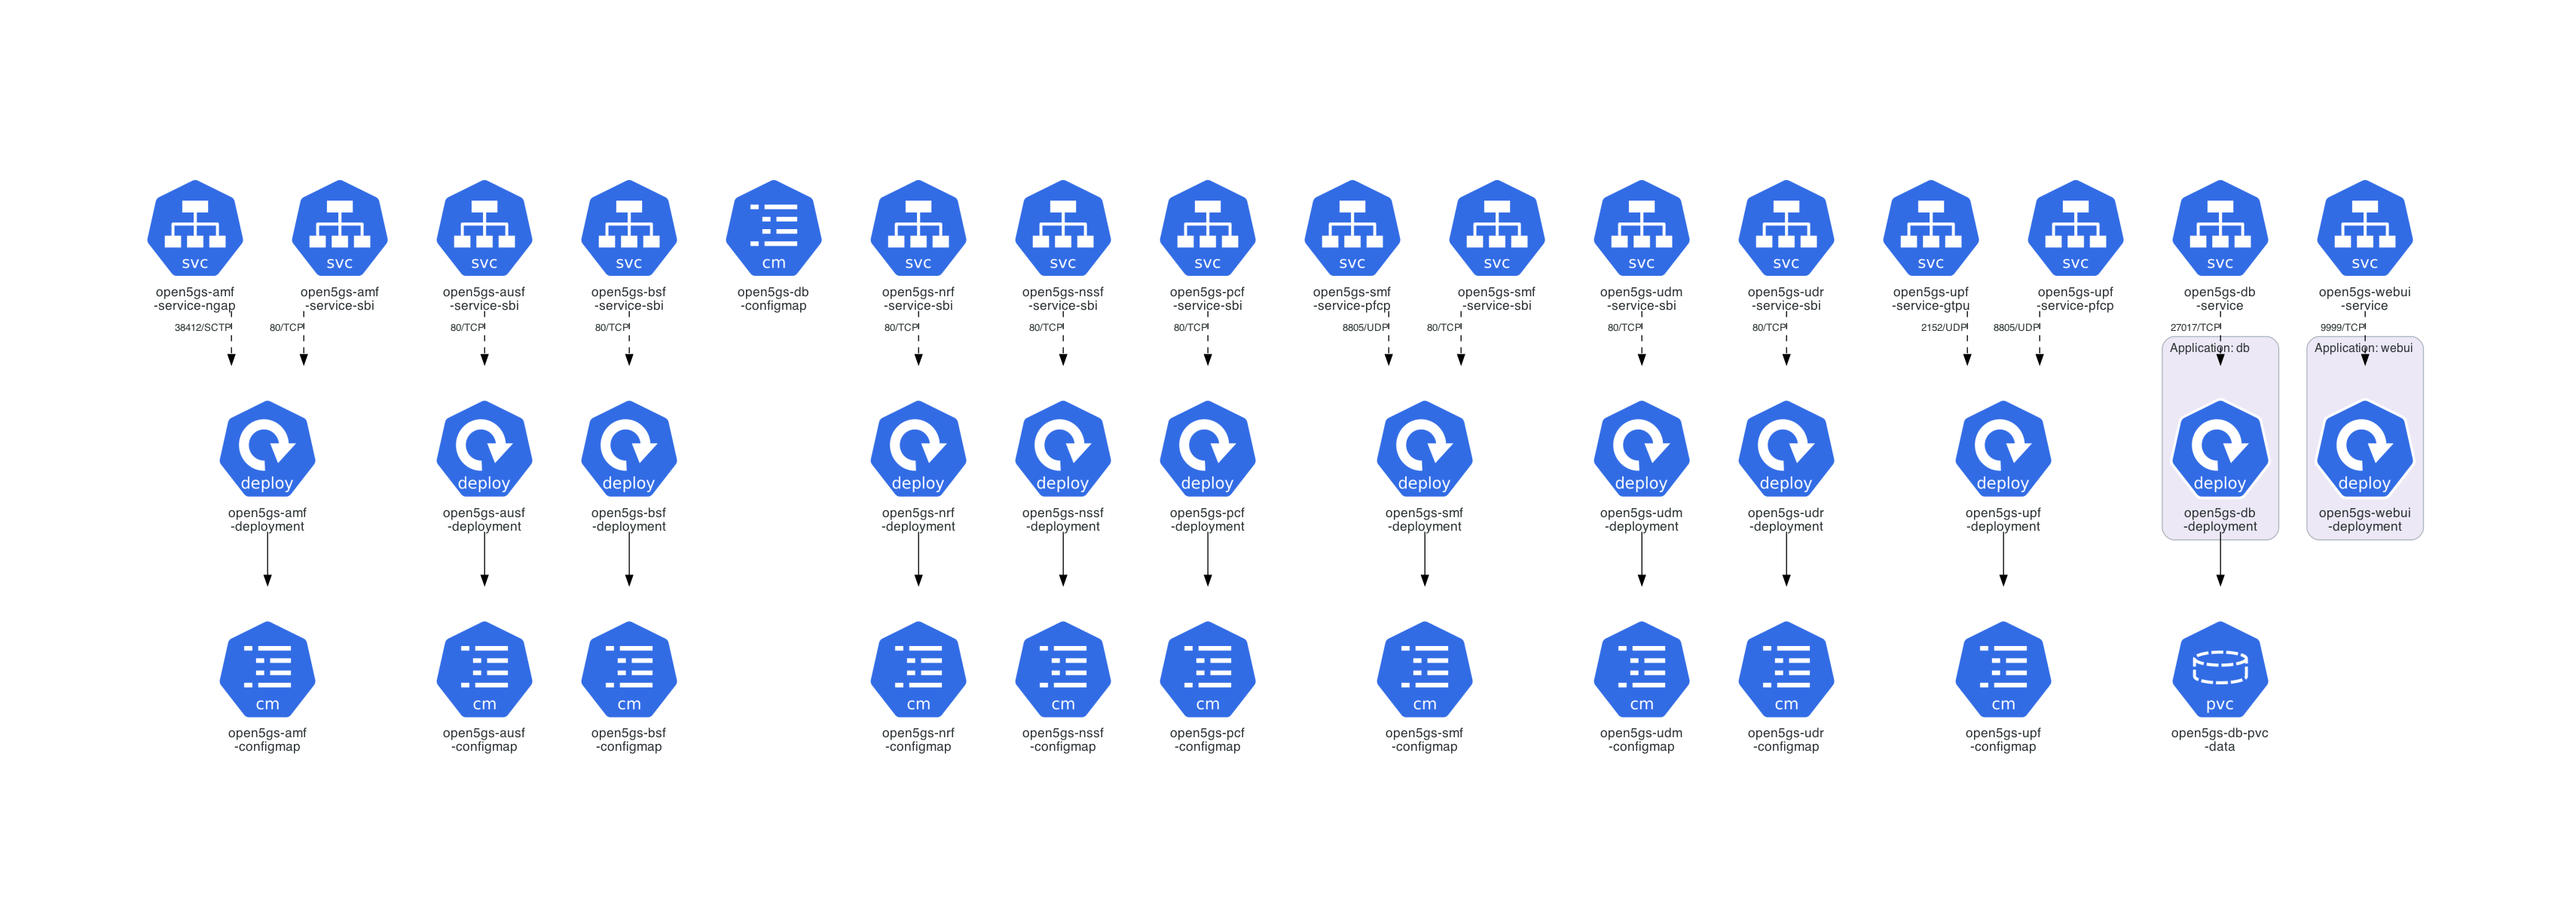 svc
svc
svc
svc
cm
svc
svc
svc
svc
svc
svc
svc
svc
svc
svc
svc
open5gs-amf
-service-ngap
open5gs-amf
-service-sbi
open5gs-ausf
-service-sbi
open5gs-bsf
-service-sbi
open5gs-db
-configmap
open5gs-nrf
-service-sbi
open5gs-nssf
-service-sbi
open5gs-pcf
-service-sbi
open5gs-smf
-service-pfcp
open5gs-smf
-service-sbi
open5gs-udm
-service-sbi
open5gs-udr
-service-sbi
open5gs-upf
-service-gtpu
open5gs-upf
-service-pfcp
open5gs-db
-service
open5gs-webui
-service
38412/SCTP
80/TCP
80/TCP
80/TCP
80/TCP
80/TCP
80/TCP
8805/UDP
80/TCP
80/TCP
80/TCP
2152/UDP
8805/UDP
27017/TCP
9999/TCP
Application: db
Application: webui
deploy
deploy
deploy
deploy
deploy
deploy
deploy
deploy
deploy
deploy
deploy
deploy
open5gs-amf
-deployment
open5gs-ausf
-deployment
open5gs-bsf
-deployment
open5gs-nrf
-deployment
open5gs-nssf
-deployment
open5gs-pcf
-deployment
open5gs-smf
-deployment
open5gs-udm
-deployment
open5gs-udr
-deployment
open5gs-upf
-deployment
open5gs-db
-deployment
open5gs-webui
-deployment
cm
cm
cm
cm
cm
cm
cm
cm
cm
cm
pvc
open5gs-amf
-configmap
open5gs-ausf
-configmap
open5gs-bsf
-configmap
open5gs-nrf
-configmap
open5gs-nssf
-configmap
open5gs-pcf
-configmap
open5gs-smf
-configmap
open5gs-udm
-configmap
open5gs-udr
-configmap
open5gs-upf
-configmap
open5gs-db-pvc
-data